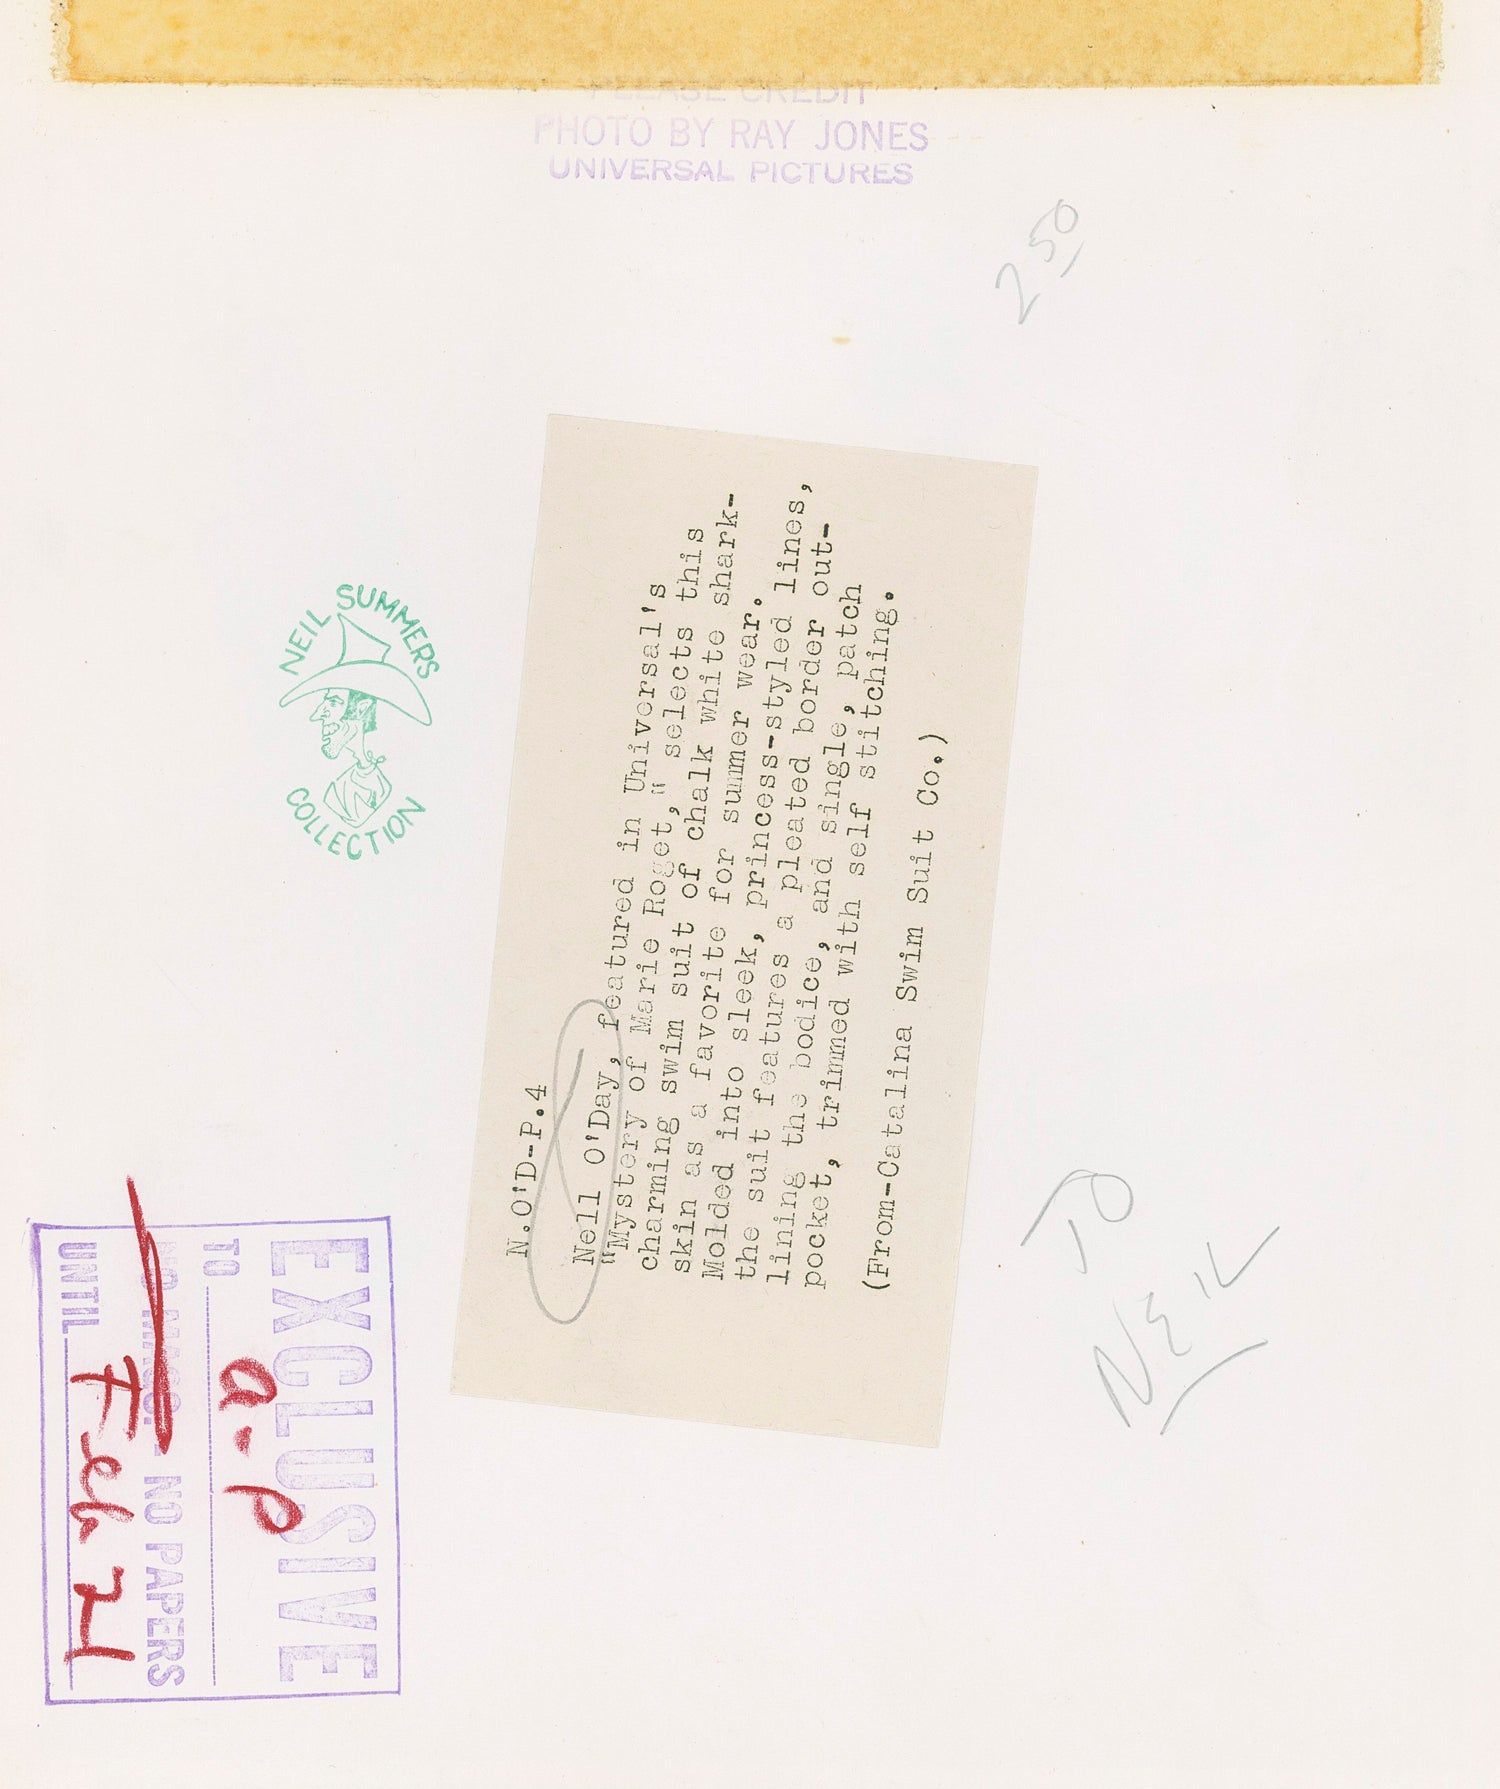 PLEASE CREDIT
PHOTO BY RAY JONES
UNIVERSAL PICTURES
2 50
NEIL SUMMERS
COLLECTION
N.O'D-P.4
Nell O'Day, featured in Universal's
"Mystery of Marie Roget," selects this
charming swim suit of chalk white shark-
skin as a favorite for summer wear.
Molded into sleek, princess-styled lines,
the suit features a pleated border out-
lining the bodice, and single, patch
pocket, trimmed with self stitching.
(From-Catalina Swim Suit Co.)
TO
NEIL
EXCLUSIVE
TO a.p
NO MAGS. - NO PAPERS
UNTIL Feb 24